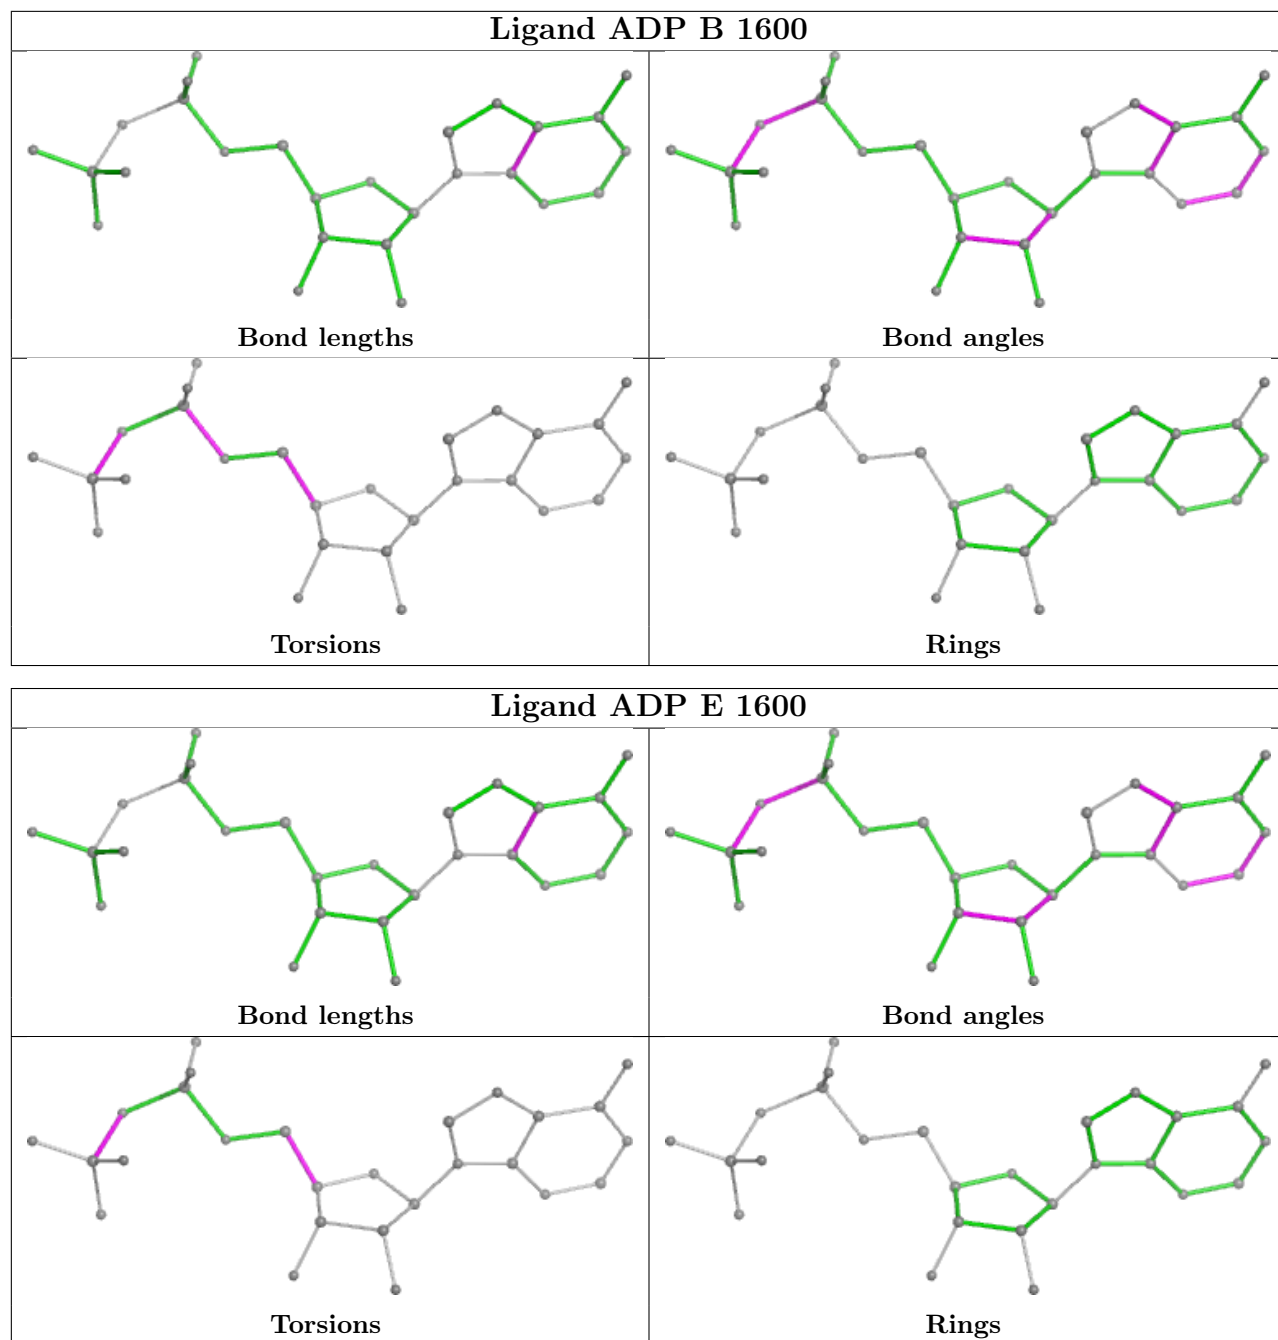 Ligand ADP B 1600
Bond lengths
Bond angles
Torsions
Rings
Ligand ADP E 1600
Bond lengths
Bond angles
Torsions
Rings